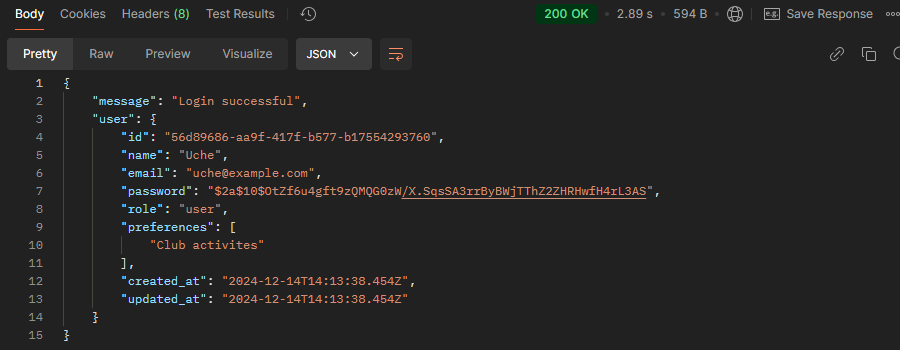 Body Cookies Headers (8) Test Results 200 OK 2.89 s 594 B e.g. Save Response
Pretty Raw Preview Visualize JSON
1 {
2 "message": "Login successful",
3 "user": {
4 "id": "56d89686-aa9f-417f-b577-b17554293760",
5 "name": "Uche",
6 "email": "uche@example.com",
7 "password": "$2a$10$OtZf6u4gft9zQMQG0zW/X.SqsSA3rrByBWjTThZ2ZHRHwfH4rL3AS",
8 "role": "user",
9 "preferences": [
10 "Club activites"
11 ],
12 "created_at": "2024-12-14T14:13:38.454Z",
13 "updated_at": "2024-12-14T14:13:38.454Z"
14 }
15 }